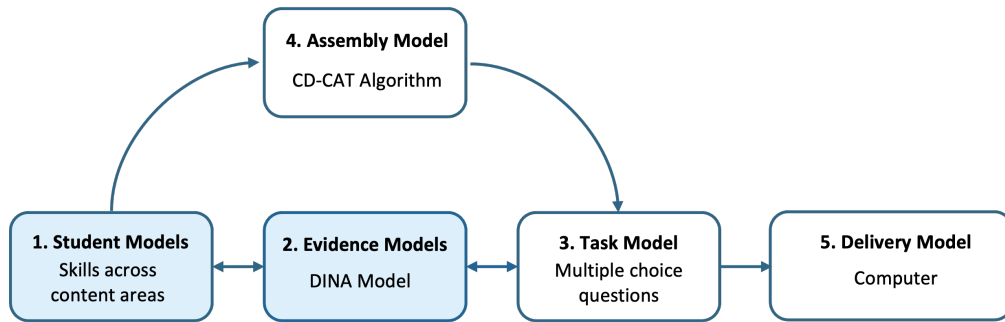 4. Assembly Model
CD-CAT Algorithm
1. Student Models
Skills across
content areas
2. Evidence Models
DINA Model
3. Task Model
Multiple choice
questions
5. Delivery Model
Computer